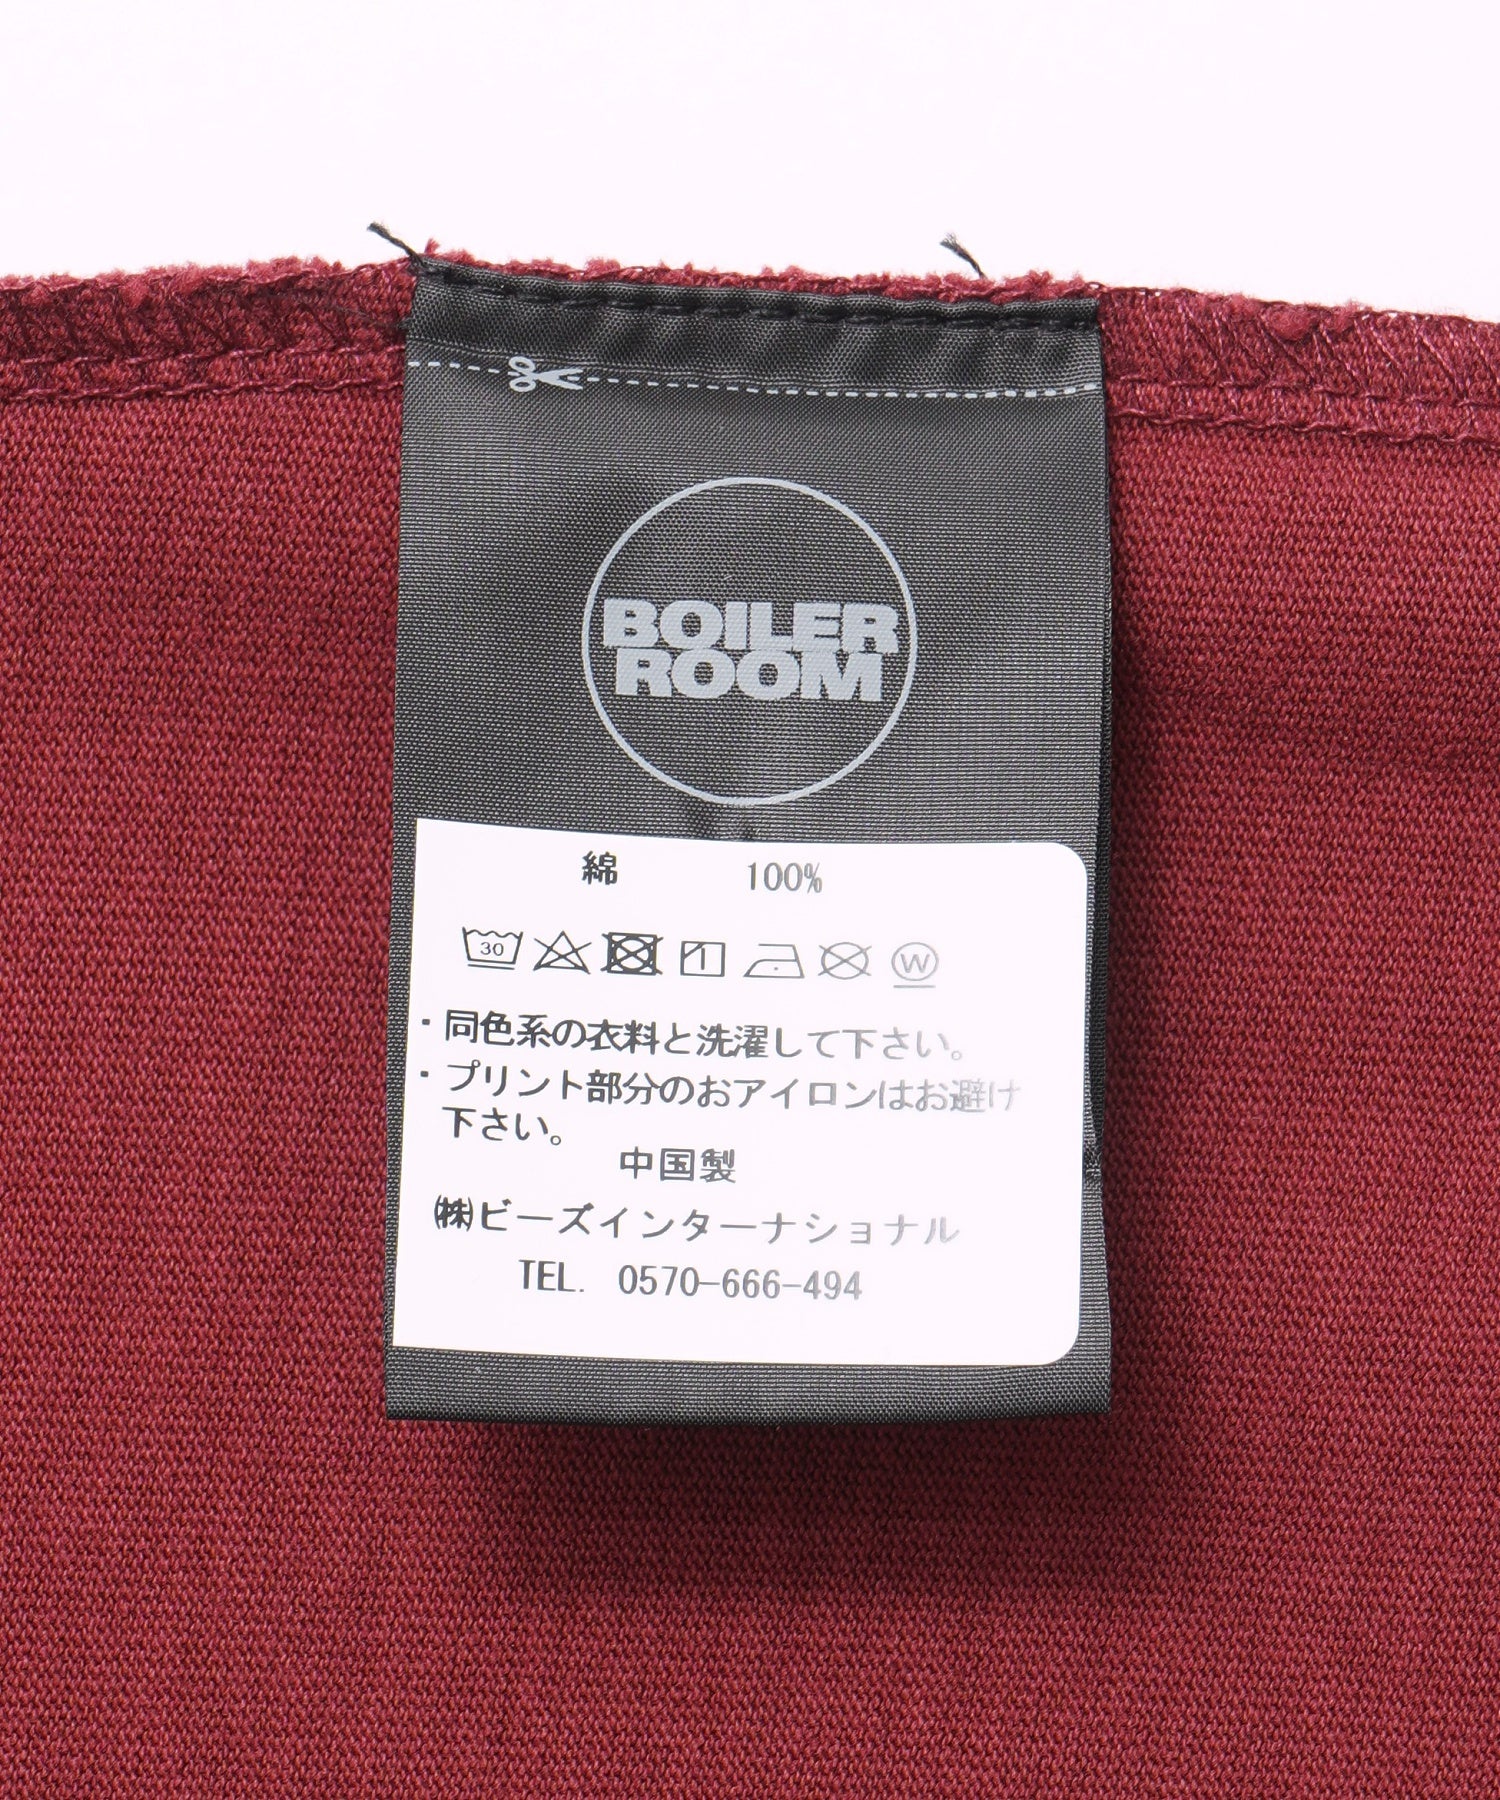 BOILER
ROOM
綿 100%
30 W
・同色系の衣料と洗濯して下さい。
・プリント部分のおアイロンはお避け
下さい。
中国製
㈱ビーズインターナショナル
TEL. 0570-666-494